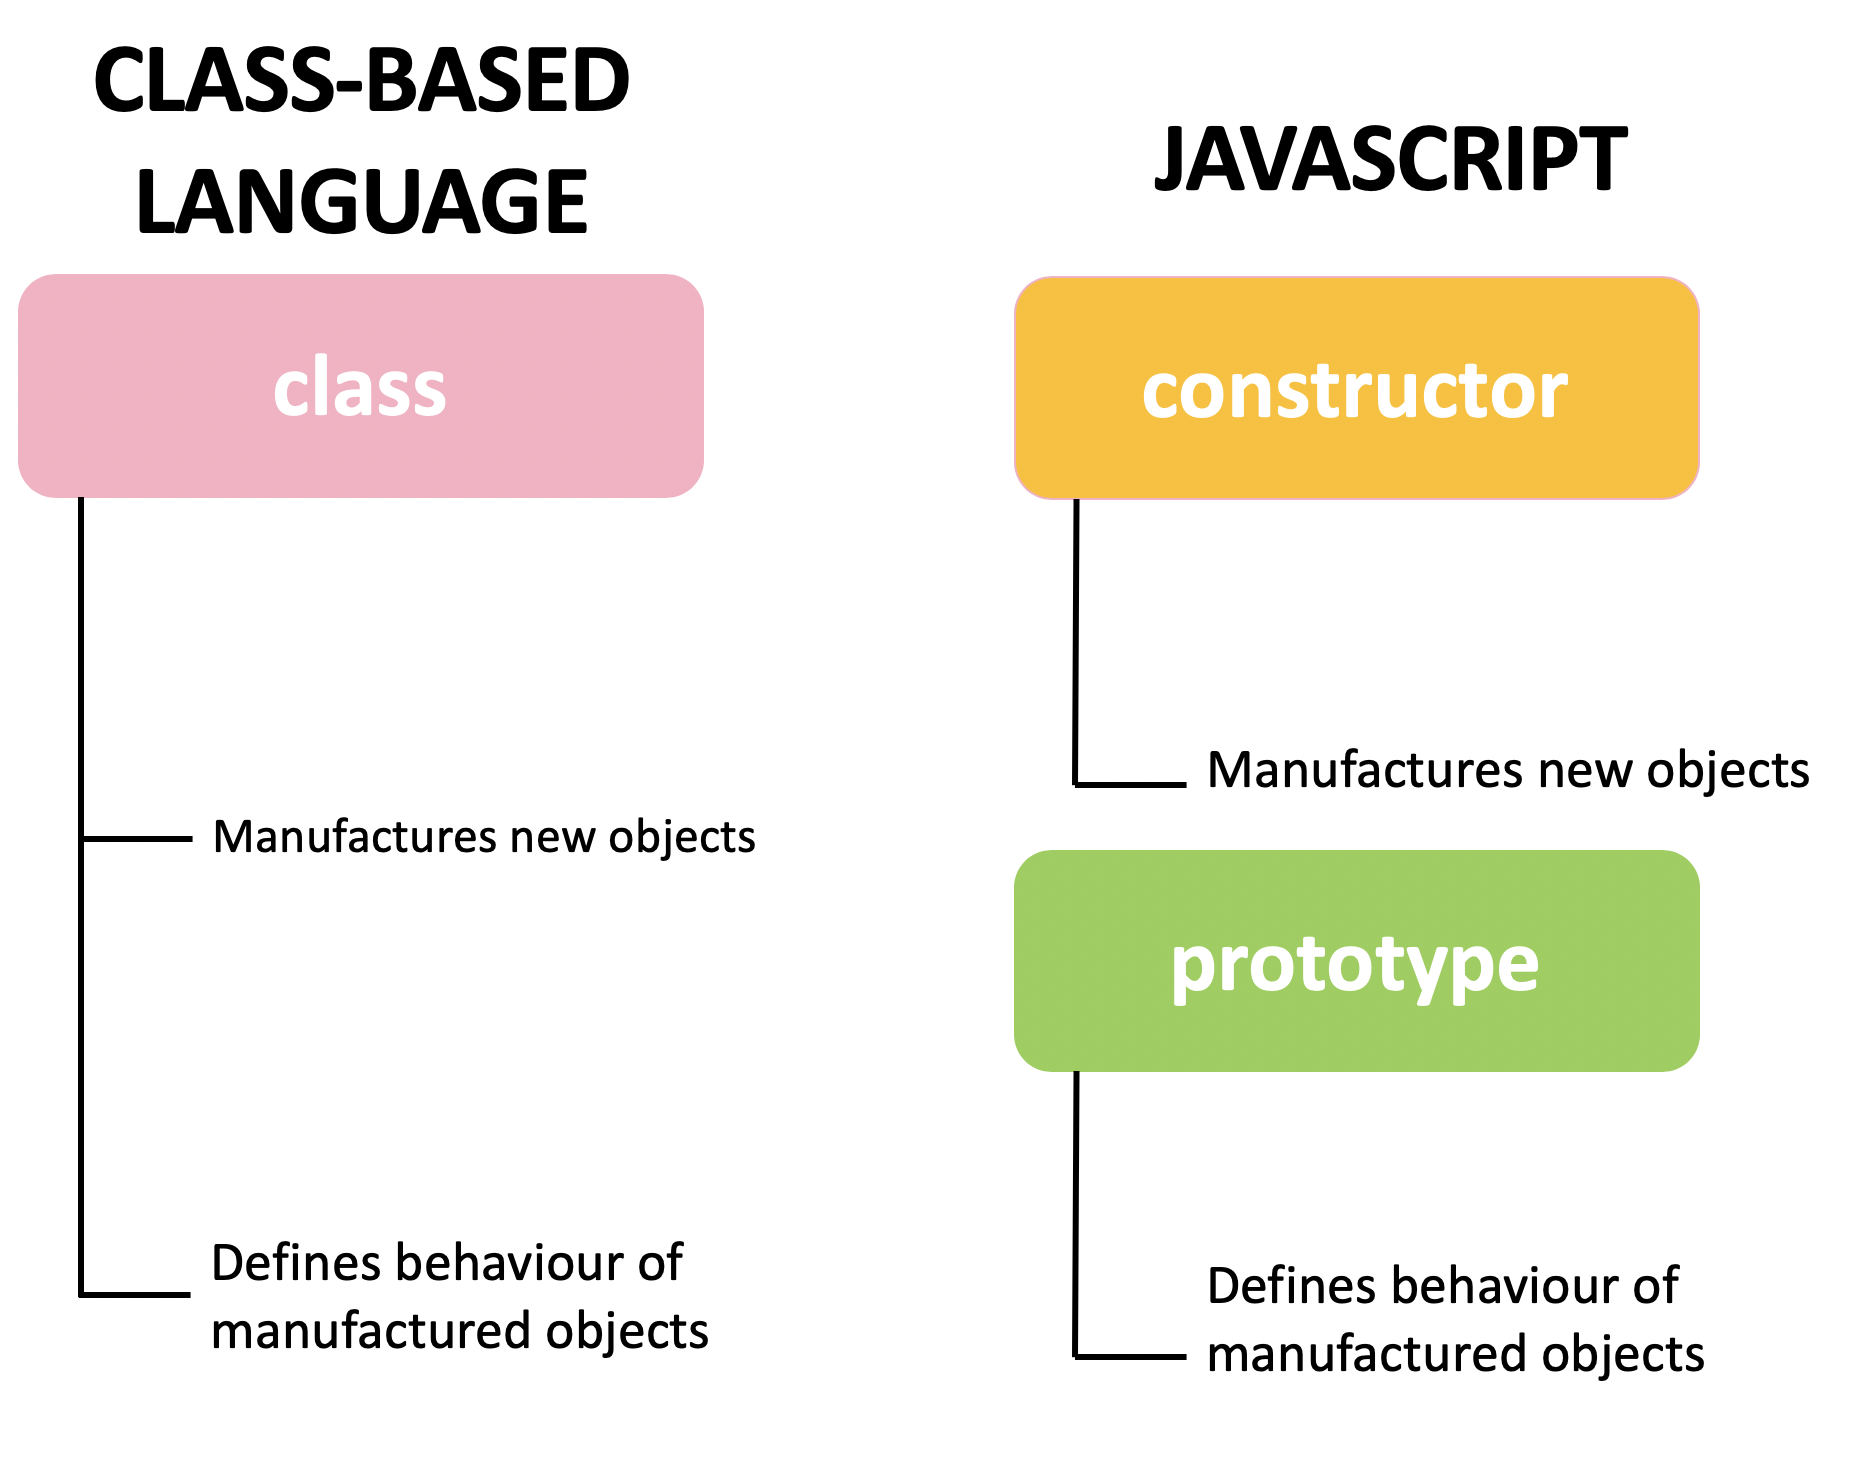 CLASS-BASED
LANGUAGE
class
Manufactures new objects
Defines behaviour of
manufactured objects
JAVASCRIPT
constructor
Manufactures new objects
prototype
Defines behaviour of
manufactured objects